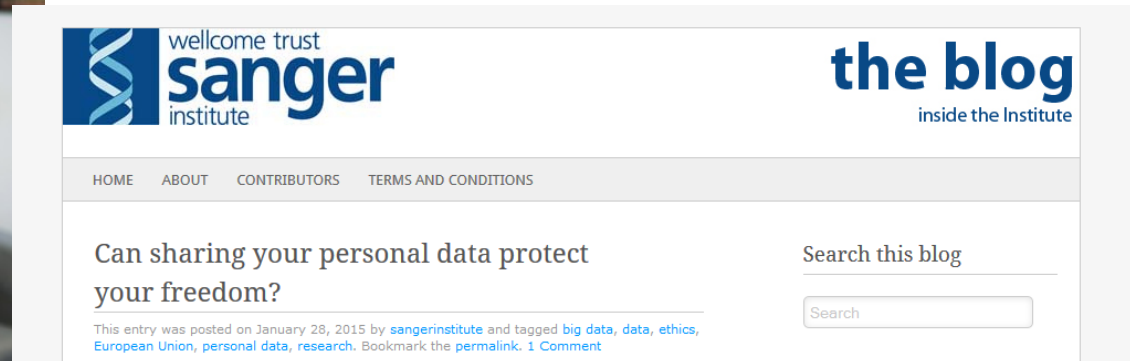 wellcome trust
sanger
institute
the blog
inside the Institute
HOME ABOUT CONTRIBUTORS TERMS AND CONDITIONS
Can sharing your personal data protect
your freedom?
This entry was posted on January 28, 2015 by sangerinstitute and tagged big data, data, ethics,
European Union, personal data, research. Bookmark the permalink. 1 Comment
Search this blog
Search